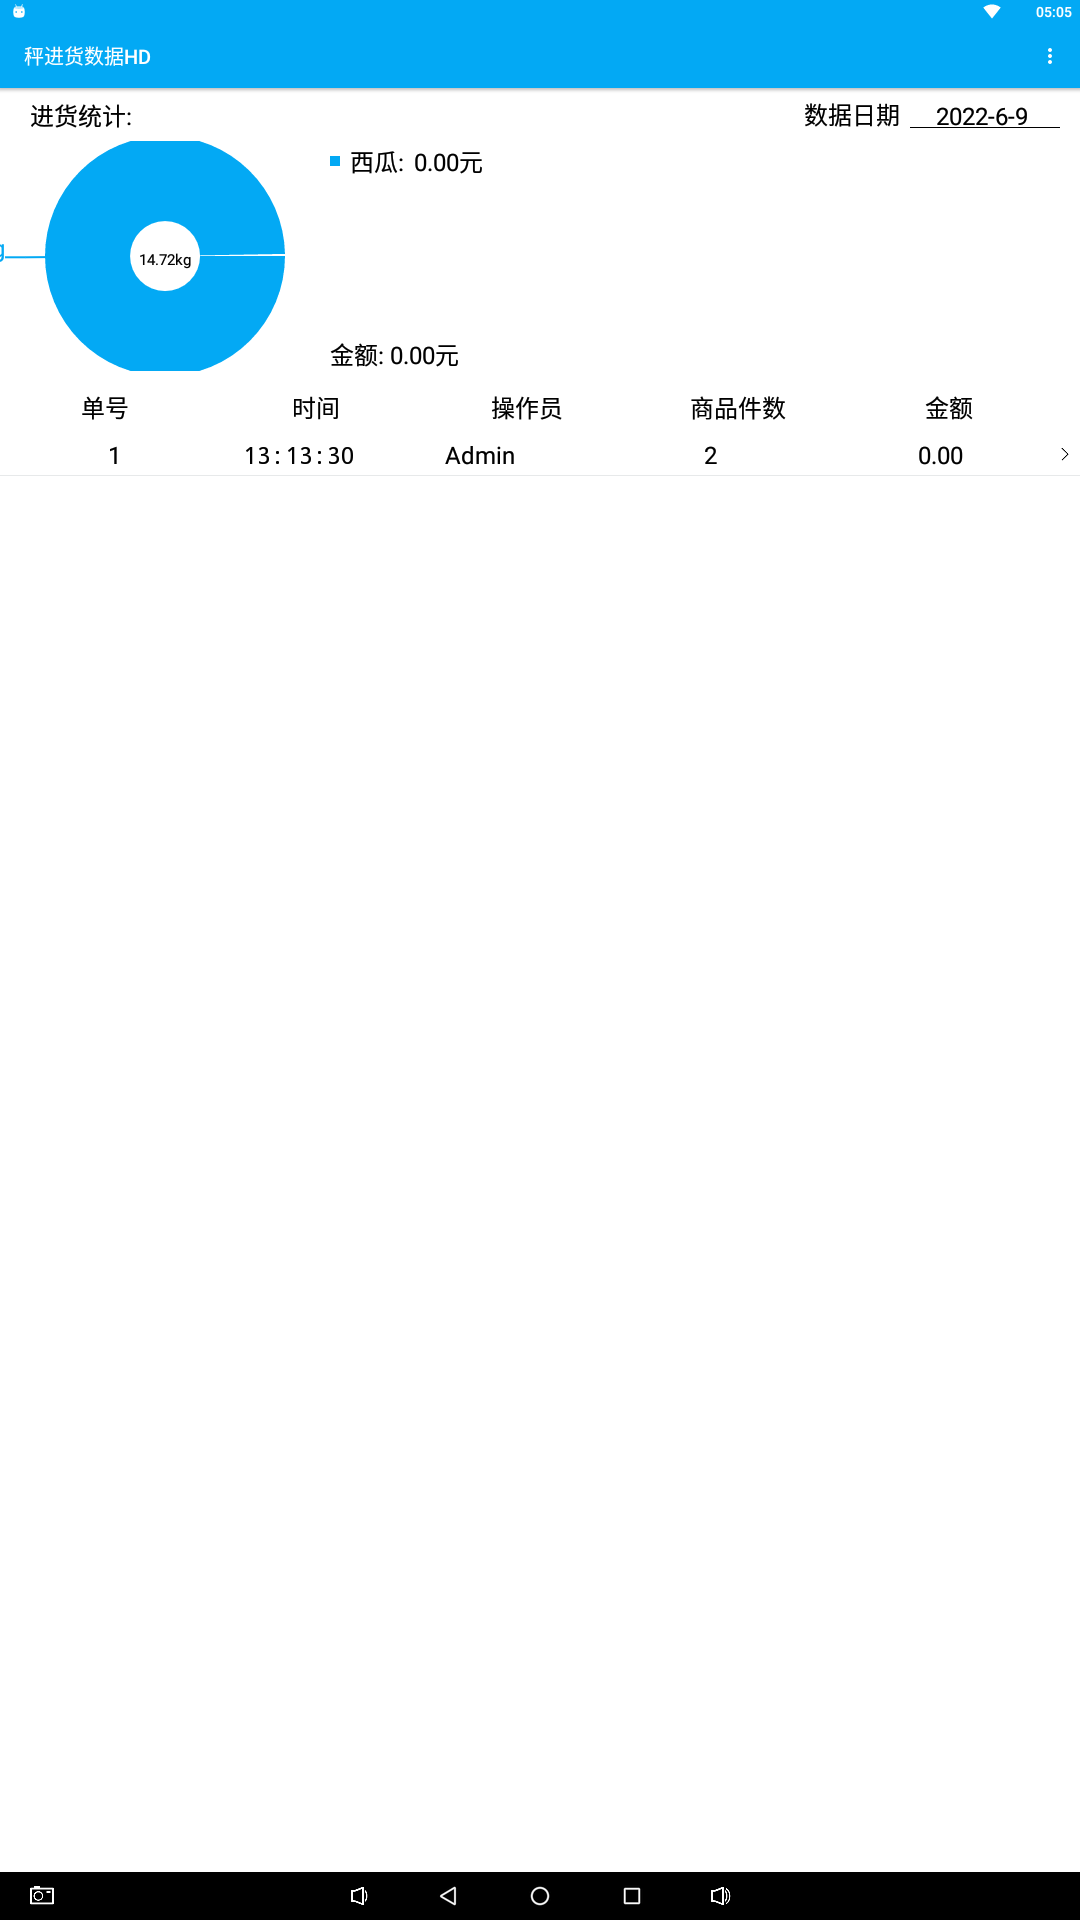 05:05
秤进货数据HD
进货统计:
数据日期 2022-6-9
西瓜: 0.00元
14.72kg
金额: 0.00元
单号 时间 操作员 商品件数 金额
1 13:13:30 Admin 2 0.00